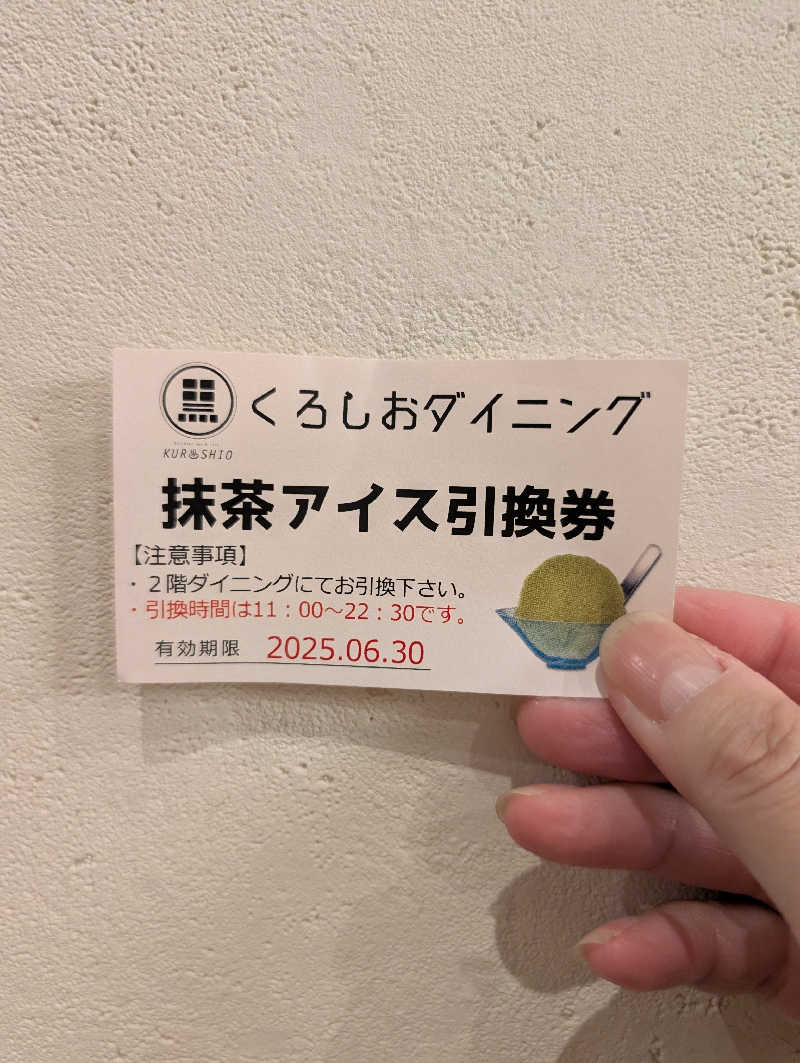 くろしおダイニング
KUROSHIO
抹茶アイス引換券
【注意事項】
・２階ダイニングにてお引換下さい。
・引換時間は11：00～22：30です。
有効期限 2025.06.30